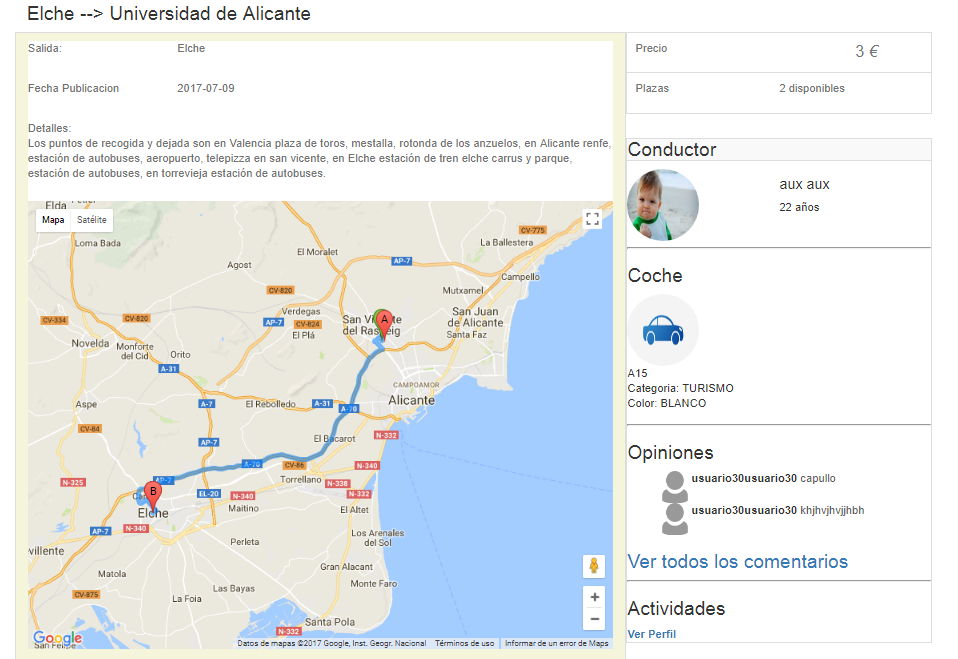 Elche --> Universidad de Alicante
Salida: Elche
Fecha Publicacion 2017-07-09
Detalles:
Los puntos de recogida y dejada son en Valencia plaza de toros, mestalla, rotonda de los anzuelos, en Alicante renfe,
estación de autobuses, aeropuerto, telepizza en san vicente, en Elche estación de tren elche carrus y parque,
estación de autobuses, en torrevieja estación de autobuses.
Elda
Mapa Satélite
Loma Bada
CV-775
La Ballestera
El Moralet
AP-7
Agost
Campello
CV-820
Mutxamel
Verdegas
San Juan
de Alicante
CV-334
CV-820
AP-7
CV-824
El Plá
A
Santa Faz
Novelda
Monforte
del Cid
Orito
A-31
CAMPOAMOR
Alicante
Aspe
A-7
El Rebolledo
A-31
A-70
CV-84
AP-7
El Bacarot
N-332
A-70
CV-86
N-340
N-325
AP-7
Torrellano
N-338
B
EL-20
N-340
N-332
Maitino
El Altet
Elche
AP-7
N-340
Los Arenales
del Sol
Perleta
villente
Gran Alacant
Matola
Monte Faro
CV-875
Las Bayas
La Foia
Santa Pola
N-332
Google
San Felipe
Datos de mapas ©2017 Google, Inst. Geogr. Nacional Términos de uso Informar de un error de Maps
+
−
Precio 3 €
Plazas 2 disponibles
Conductor
aux aux
22 años
Coche
A15
Categoria: TURISMO
Color: BLANCO
Opiniones
usuario30usuario30 capullo
usuario30usuario30 khjhvjhvjjhbh
Ver todos los comentarios
Actividades
Ver Perfil